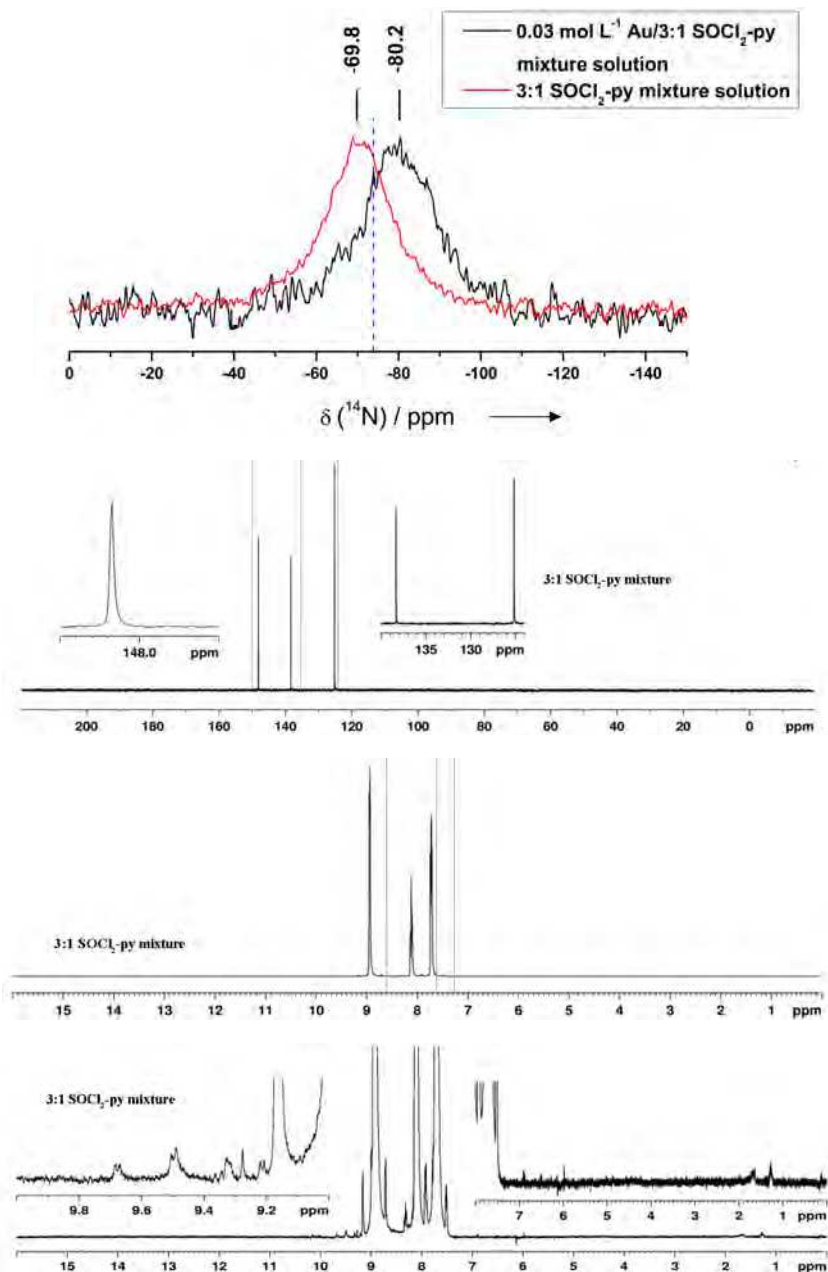 -69.8
-80.2
0.03 mol L⁻¹ Au/3:1 SOCl₂-py
mixture solution
3:1 SOCl₂-py mixture solution
0 -20 -40 -60 -80 -100 -120 -140
δ (¹⁴N) / ppm
3:1 SOCl₂-py mixture
148.0 ppm
135 130 ppm
200 180 160 140 120 100 80 60 40 20 0 ppm
3:1 SOCl₂-py mixture
15 14 13 12 11 10 9 8 7 6 5 4 3 2 1 ppm
3:1 SOCl₂-py mixture
9.8 9.6 9.4 9.2 ppm
7 6 5 4 3 2 1 ppm
15 14 13 12 11 10 9 8 7 6 5 4 3 2 1 ppm